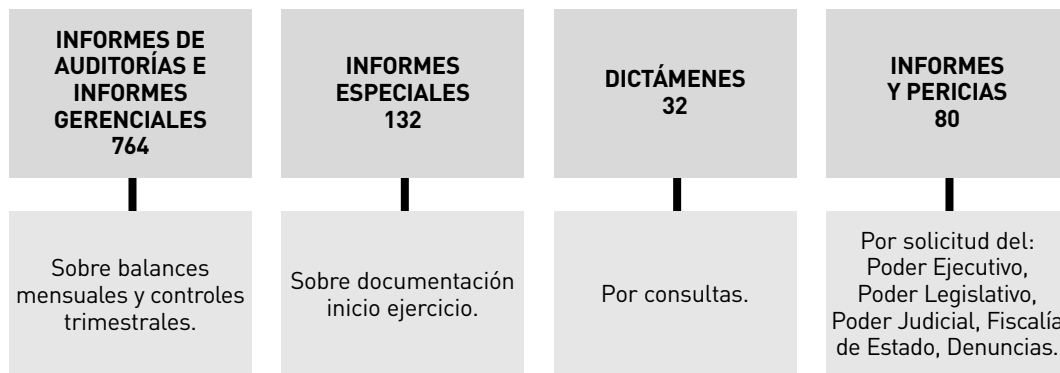 INFORMES DE
AUDITORÍAS E
INFORMES
GERENCIALES
764
Sobre balances
mensuales y controles
trimestrales.
INFORMES
ESPECIALES
132
Sobre documentación
inicio ejercicio.
DICTÁMENES
32
Por consultas.
INFORMES
Y PERICIAS
80
Por solicitud del:
Poder Ejecutivo,
Poder Legislativo,
Poder Judicial, Fiscalía
de Estado, Denuncias.